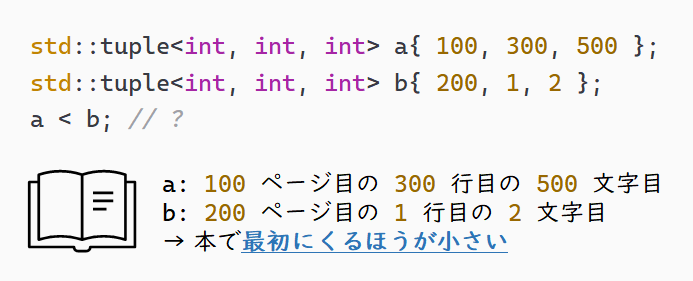 std::tuple<int, int, int> a{ 100, 300, 500 };
std::tuple<int, int, int> b{ 200, 1, 2 };
a < b; // ?
a: 100 ページ目の 300 行目の 500 文字目
b: 200 ページ目の 1 行目の 2 文字目
→ 本で最初にくるほうが小さい